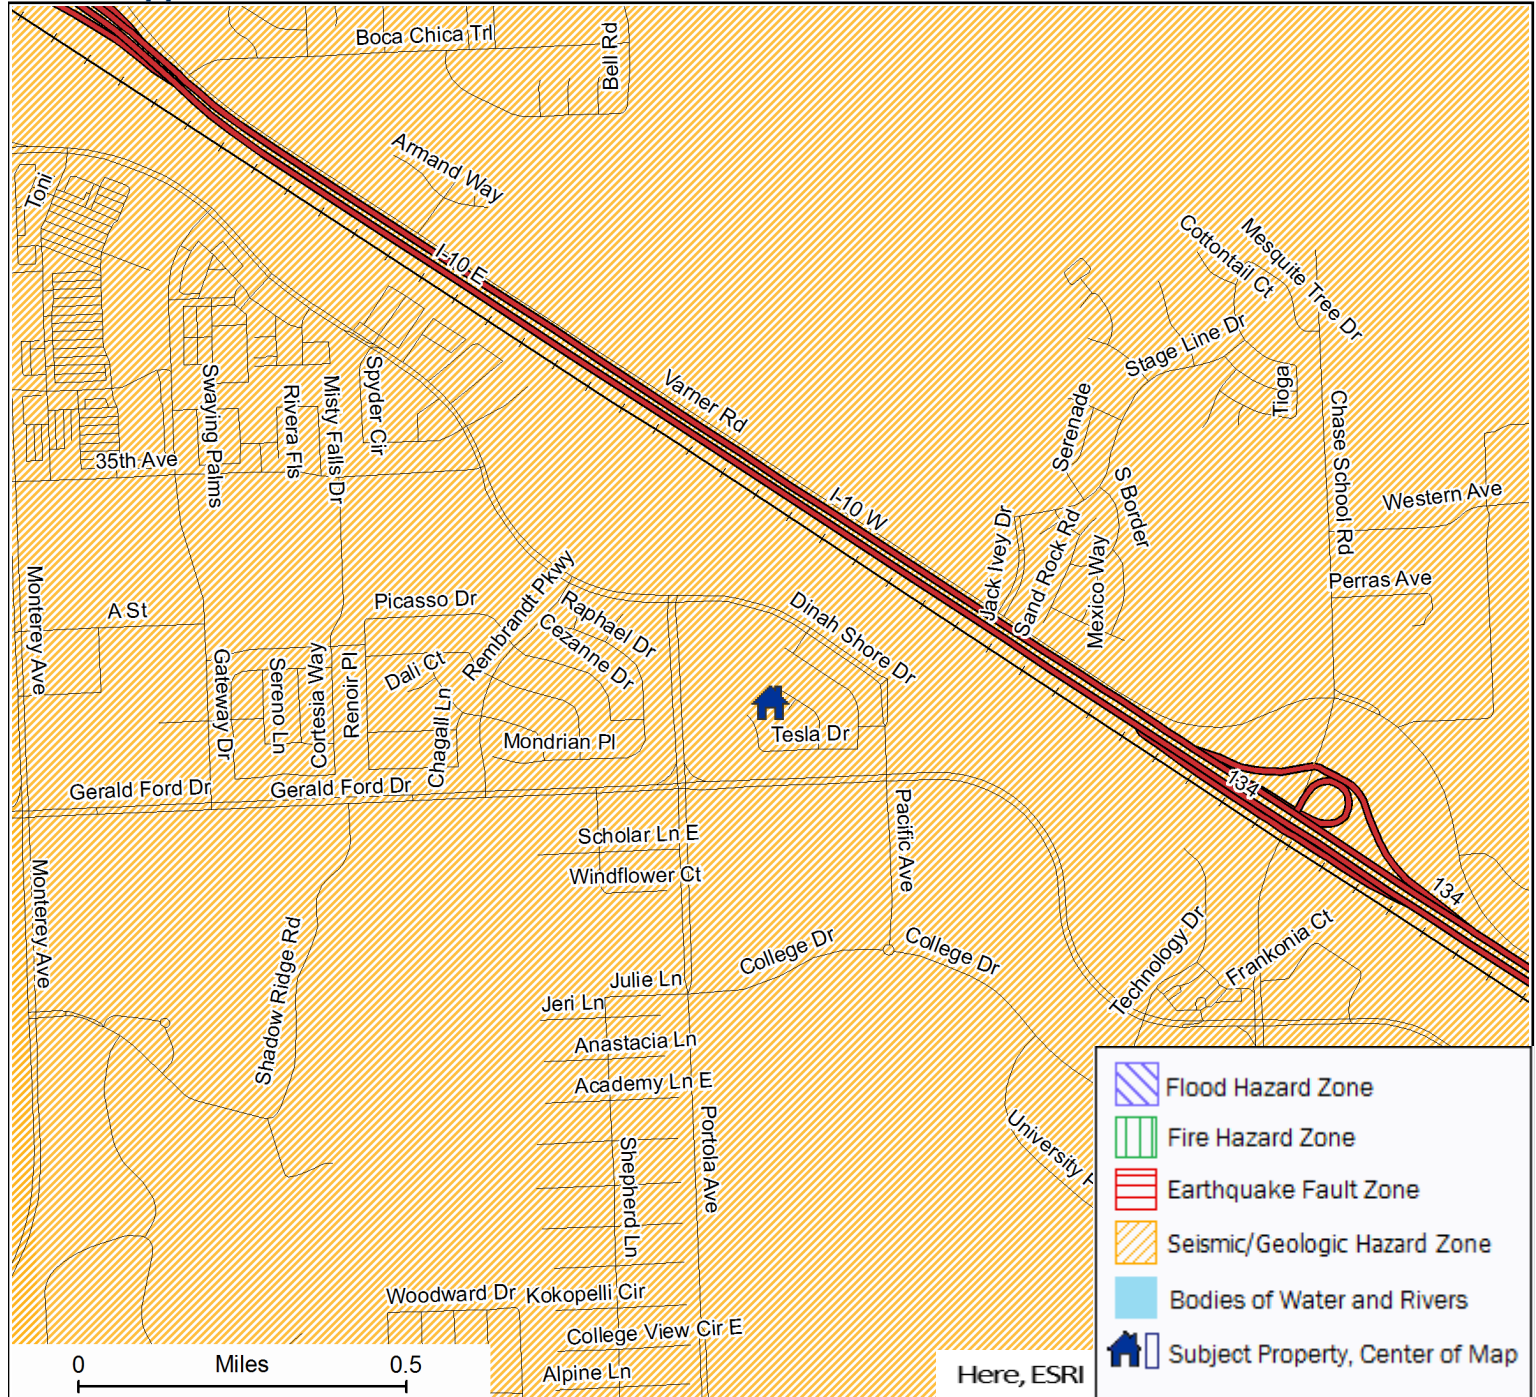 Boca Chica Trl
Bell Rd
Armand Way
Toni
I-10 E
Cottontail Ct
Mesquite Tree Dr
Stage Line Dr
Tioga
Serenade
Varner Rd
Swaying Palms
Rivera Fls
Misty Falls Dr
Spyder Cir
35th Ave
Chase School Rd
Western Ave
I-10 W
S Border
Jack Ivey Dr
Sand Rock Rd
Mexico Way
Perras Ave
Monterey Ave
A St
Picasso Dr
Rembrandt Pkwy
Raphael Dr
Cezanne Dr
Dinah Shore Dr
Gateway Dr
Sereno Ln
Cortesia Way
Renoir Pl
Dali Ct
Chagall Ln
Mondrian Pl
Tesla Dr
Gerald Ford Dr
Gerald Ford Dr
134
Pacific Ave
Scholar Ln E
Windflower Ct
Monterey Ave
134
Shadow Ridge Rd
College Dr
College Dr
Technology Dr
Frankonia Ct
Julie Ln
Jeri Ln
Anastacia Ln
Academy Ln E
Portola Ave
Shepherd Ln
University
Woodward Dr
Kokopelli Cir
College View Cir E
Alpine Ln
0 Miles 0.5
Here, ESRI
Flood Hazard Zone
Fire Hazard Zone
Earthquake Fault Zone
Seismic/Geologic Hazard Zone
Bodies of Water and Rivers
Subject Property, Center of Map